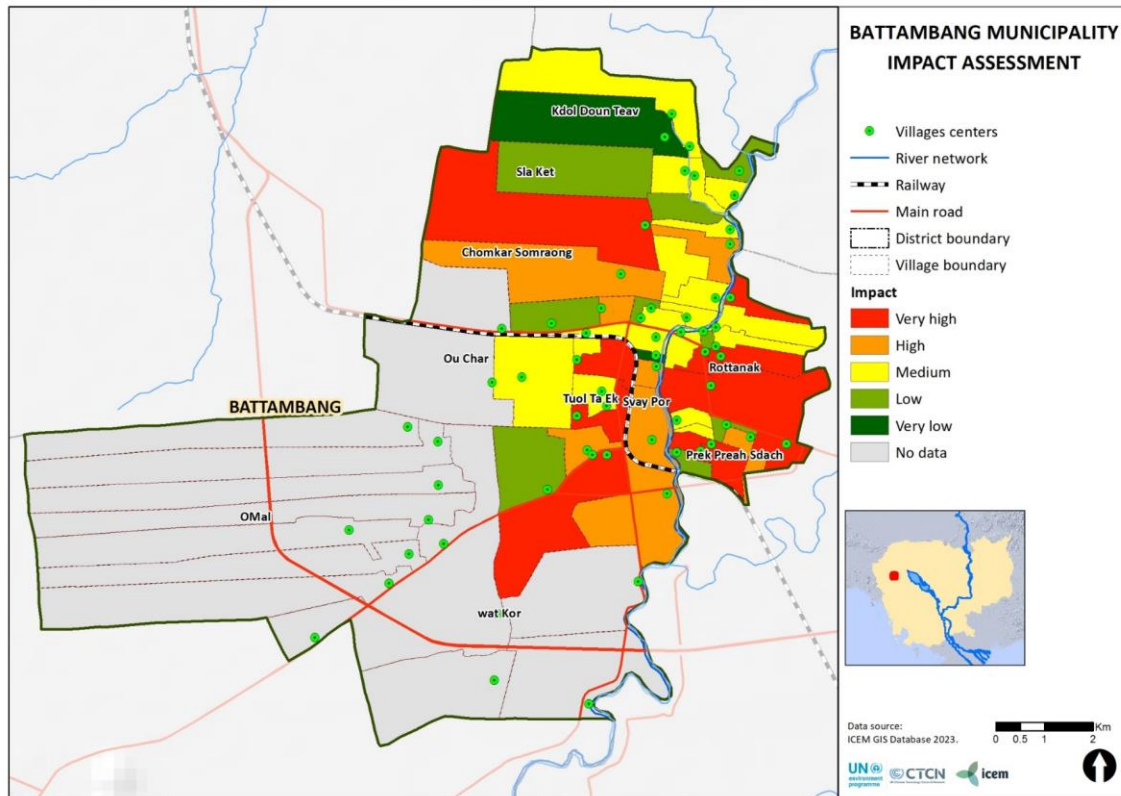 BATTAMBANG MUNICIPALITY
IMPACT ASSESSMENT
Villages centers
River network
Railway
Main road
District boundary
Village boundary
Impact
Very high
High
Medium
Low
Very low
No data
Kdol Doun Teav
Sla Ket
Chomkar Somraong
Ou Char
Rottanak
Tuol Ta Ek
Svay Por
BATTAMBANG
Prek Preah Sdach
OMal
wat Kor
Data source:
ICEM GIS Database 2023.
Km
0 0.5 1 2
UN
environment
programme
CTCN
icem